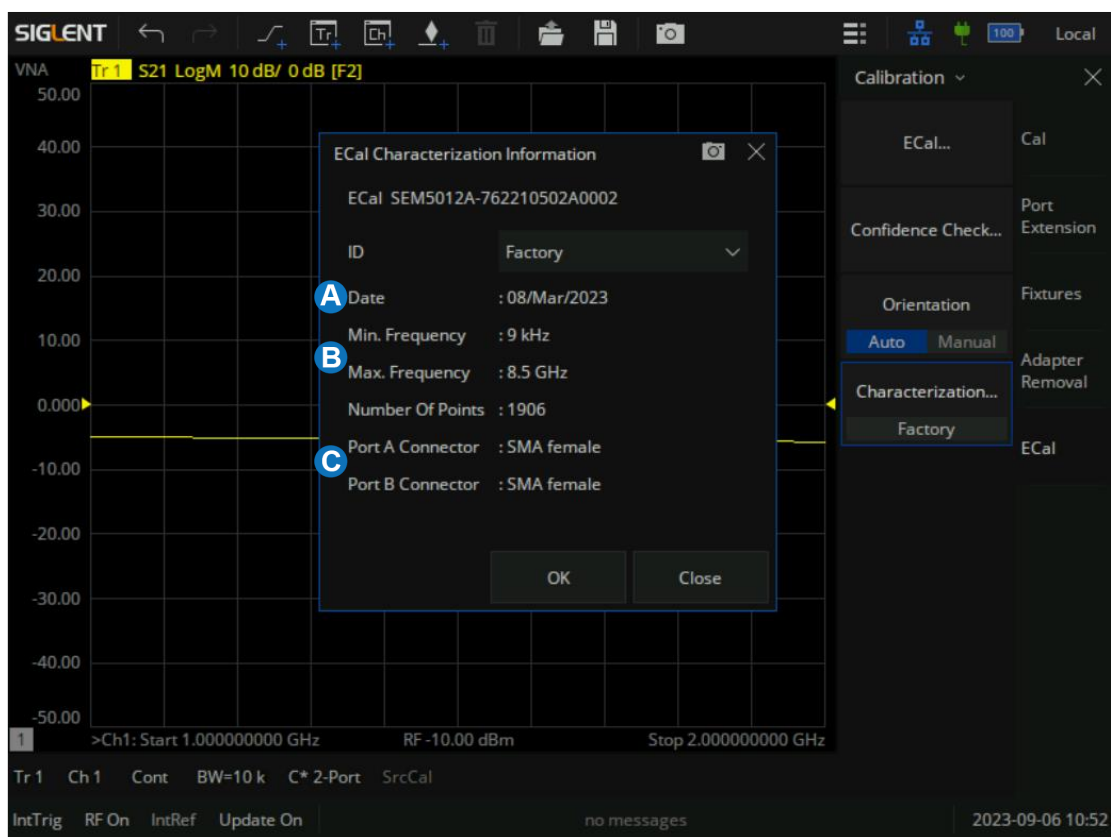 SIGLENT Tr Ch 100 Local
VNA Tr 1 S21 LogM 10 dB/ 0 dB [F2]
50.00
40.00
30.00
20.00
10.00
0.000
-10.00
-20.00
-30.00
-40.00
-50.00
ECal Characterization Information
ECal SEM5012A-762210502A0002
ID Factory
A Date : 08/Mar/2023
Min. Frequency : 9 kHz
B
Max. Frequency : 8.5 GHz
Number Of Points : 1906
Port A Connector : SMA female
C
Port B Connector : SMA female
OK Close
Calibration
ECal...
Confidence Check...
Orientation
Auto Manual
Characterization...
Factory
Cal
Port
Extension
Fixtures
Adapter
Removal
ECal
1 >Ch1: Start 1.000000000 GHz RF -10.00 dBm Stop 2.000000000 GHz
Tr 1 Ch 1 Cont BW=10 k C* 2-Port SrcCal
IntTrig RF On IntRef Update On no messages 2023-09-06 10:52